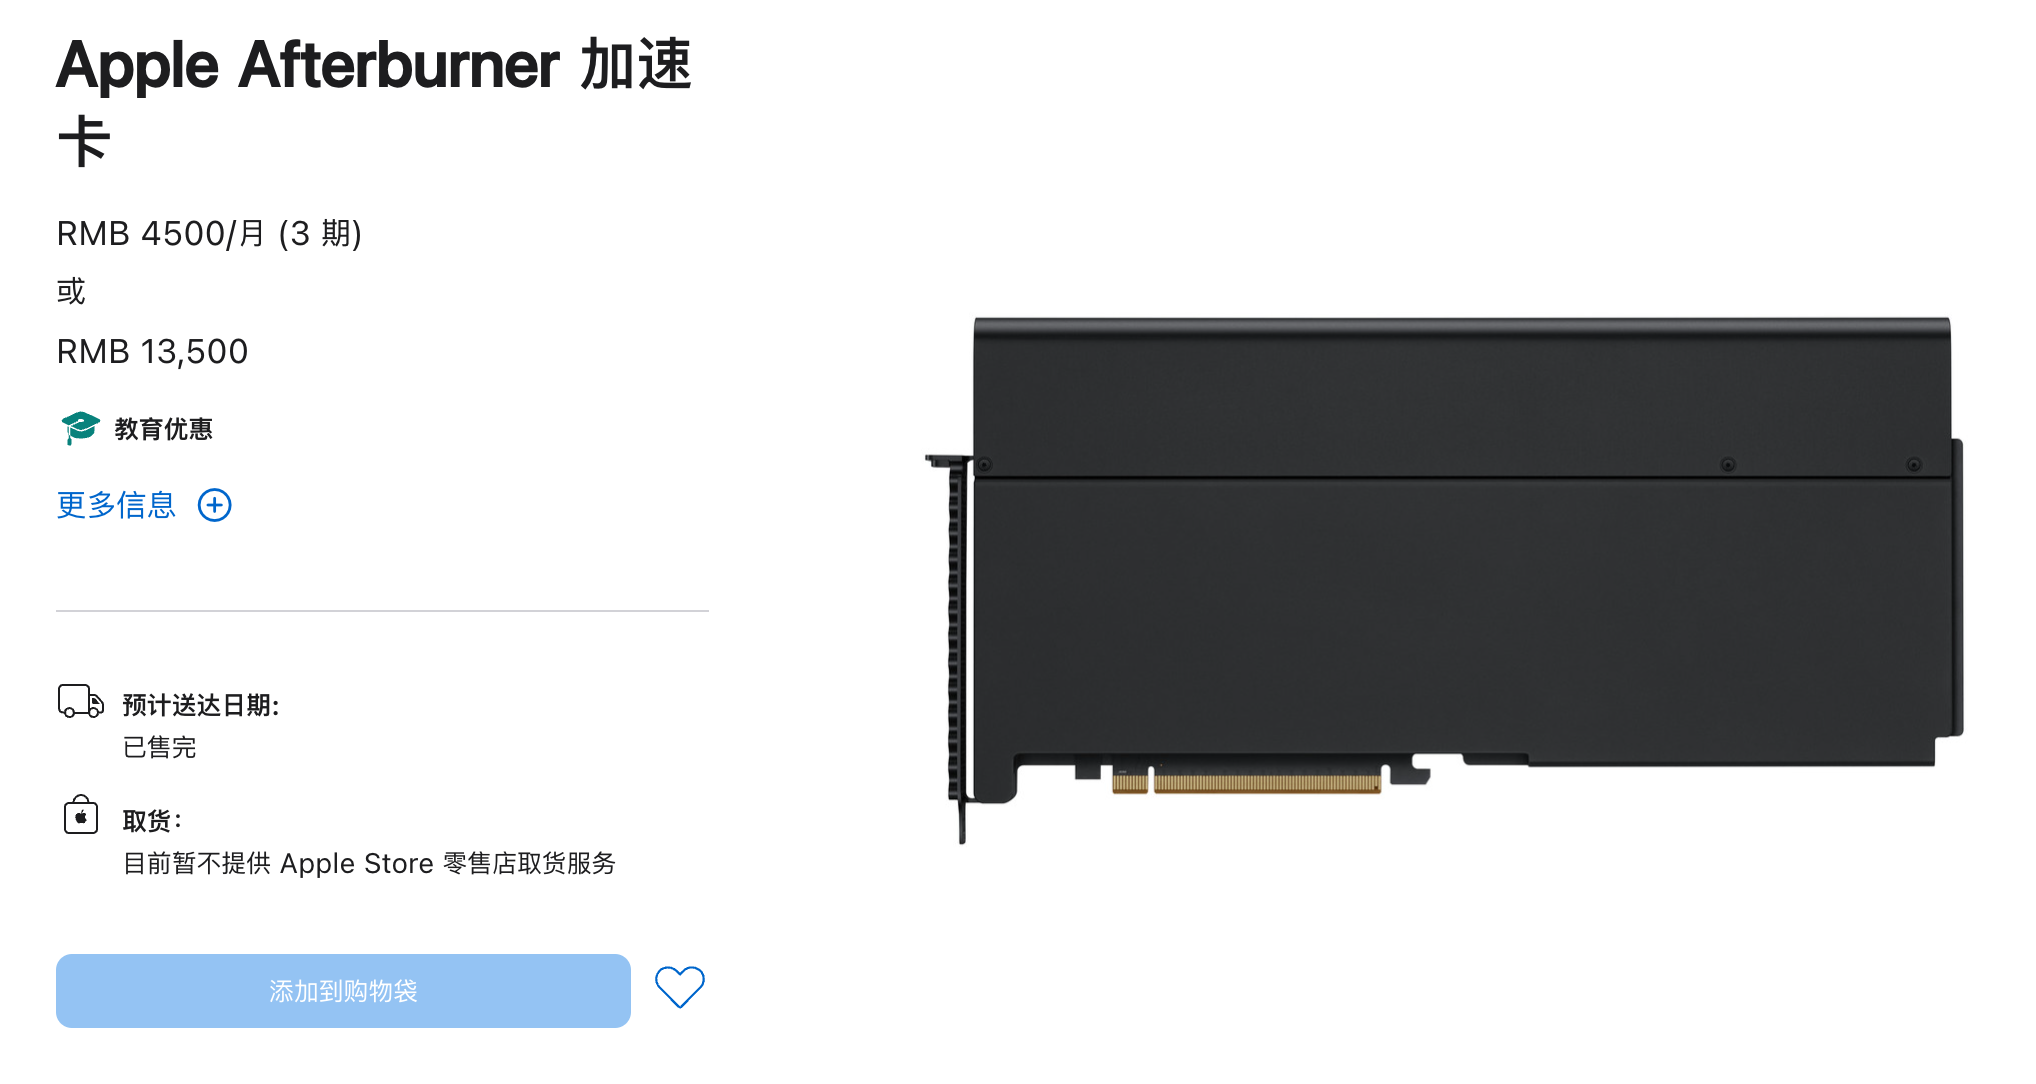 Apple Afterburner 加速
卡
RMB 4500/月 (3 期)
或
RMB 13,500
教育优惠
更多信息
预计送达日期:
已售完
取货:
目前暂不提供 Apple Store 零售店取货服务
添加到购物袋